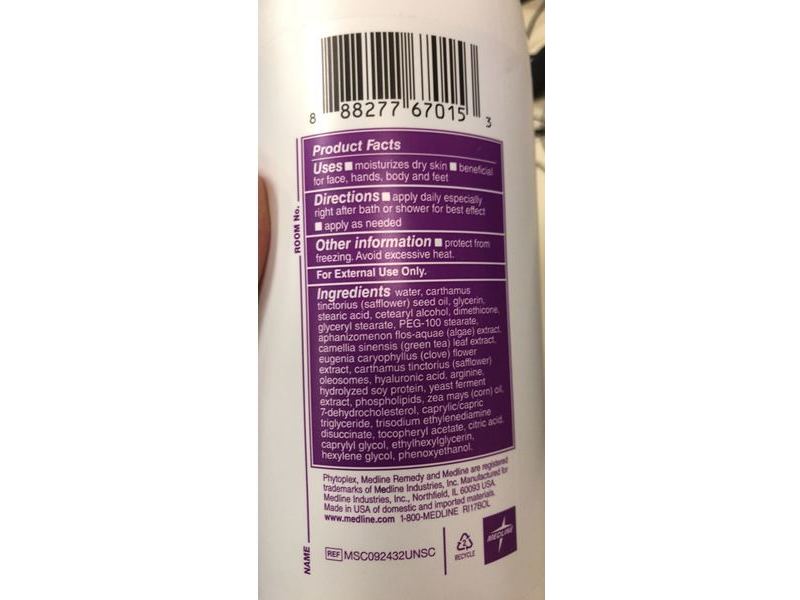 8 88277 67015 3
Product Facts
Uses ■ moisturizes dry skin ■ beneficial
for face, hands, body and feet
Directions ■ apply daily especially
right after bath or shower for best effect
■ apply as needed
Other information ■ protect from
freezing. Avoid excessive heat.
For External Use Only.
Ingredients water, carthamus
tinctorius (safflower) seed oil, glycerin,
stearic acid, cetearyl alcohol, dimethicone,
glyceryl stearate, PEG-100 stearate,
aphanizomenon flos-aquae (algae) extract,
camellia sinensis (green tea) leaf extract,
eugenia caryophyllus (clove) flower
extract, carthamus tinctorius (safflower)
oleosomes, hyaluronic acid, arginine,
hydrolyzed soy protein, yeast ferment
extract, phospholipids, zea mays (corn) oil,
7-dehydrocholesterol, caprylic/capric
triglyceride, trisodium ethylenediamine
disuccinate, tocopheryl acetate, citric acid,
caprylyl glycol, ethylhexylglycerin,
hexylene glycol, phenoxyethanol.
Phytoplex, Medline Remedy and Medline are registered
trademarks of Medline Industries, Inc. Manufactured for
Medline Industries, Inc., Northfield, IL 60093 USA.
Made in USA of domestic and imported materials.
www.medline.com 1-800-MEDLINE RI17BOL
REF MSC092432UNSC
2
RECYCLE
MEDLINE
NAME
ROOM No.